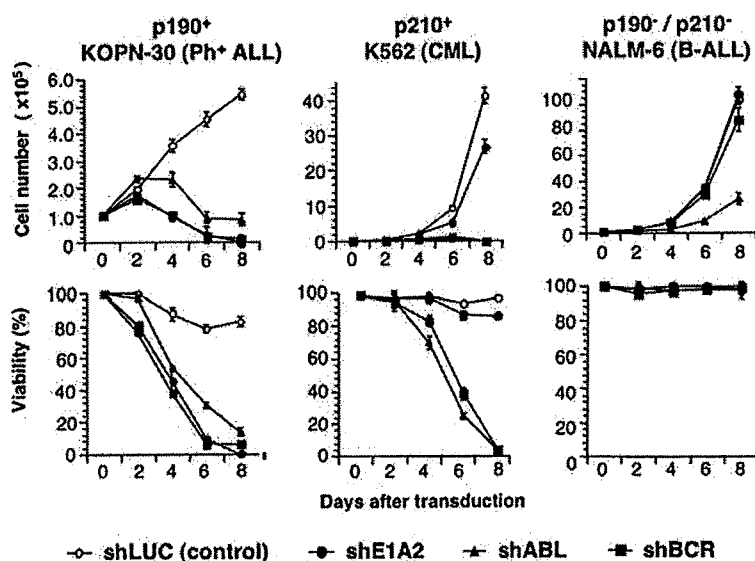 p190⁺
KOPN-30 (Ph⁺ ALL)
p210⁺
K562 (CML)
p190⁻ / p210⁻
NALM-6 (B-ALL)
Cell number (x10⁵)
6.0
5.0
4.0
3.0
2.0
1.0
0
0 2 4 6 8
40
30
20
10
0
0 2 4 6 8
100
80
60
40
20
0
0 2 4 6 8
Viability (%)
100
80
60
40
20
0
0 2 4 6 8
100
80
60
40
20
0
0 2 4 6 8
100
80
60
40
20
0
0 2 4 6 8
Days after transduction
shLUC (control) shE1A2 shABL shBCR